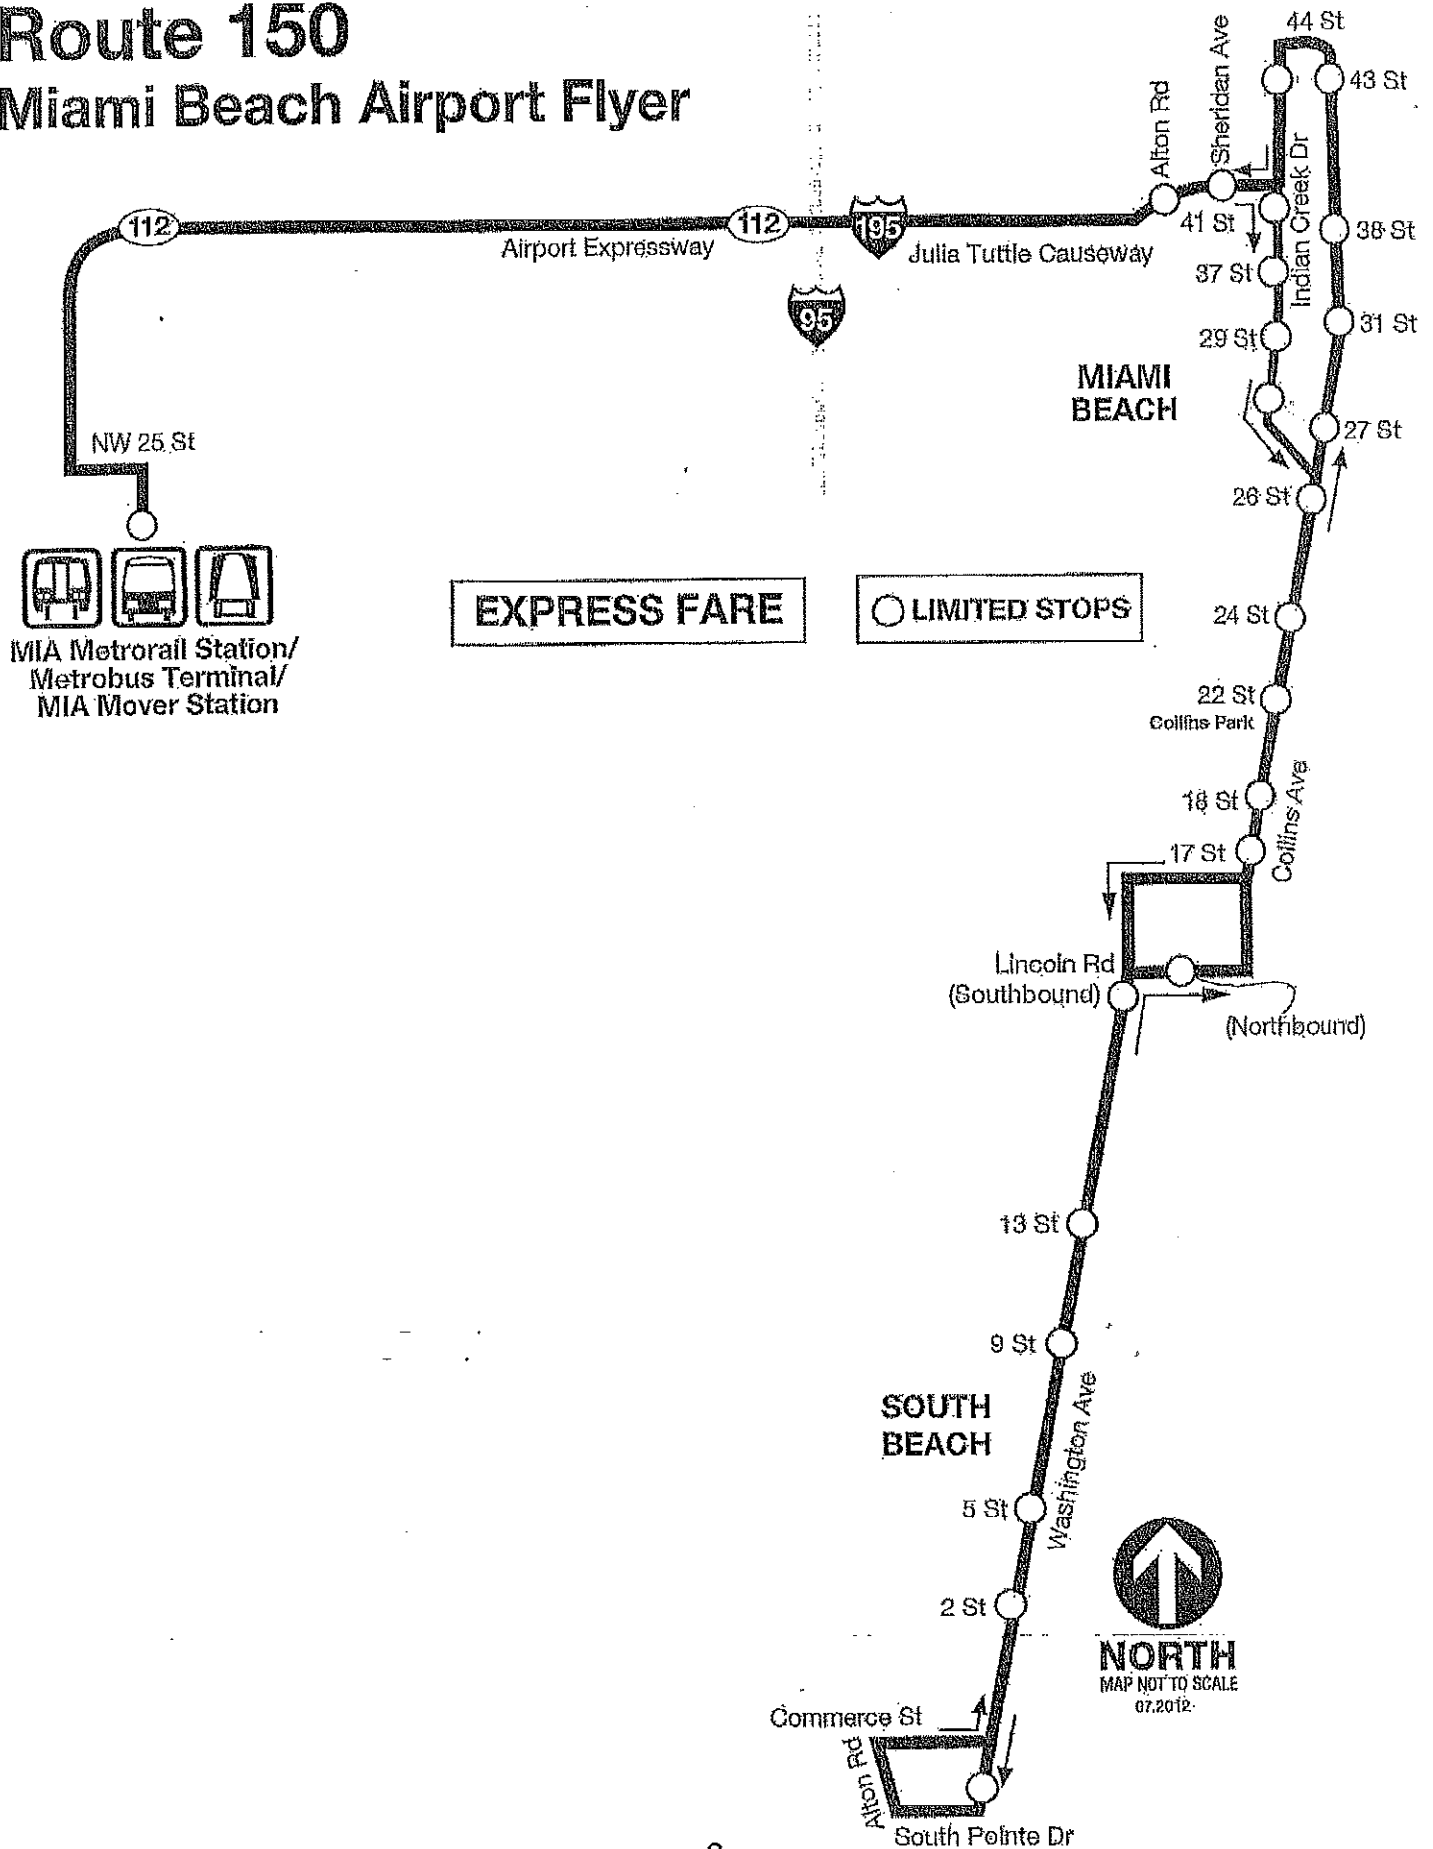 Route 150
Miami Beach Airport Flyer
44 St
43 St
Sheridan Ave
Alton Rd
Indian Creek Dr
41 St
38 St
112
Airport Expressway
112
195
Julia Tuttle Causeway
37 St
95
31 St
29 St
MIAMI
BEACH
27 St
NW 25 St
26 St
MIA Metrorail Station/
Metrobus Terminal/
MIA Mover Station
EXPRESS FARE
LIMITED STOPS
24 St
22 St
Collins Park
18 St
Collins Ave
17 St
Lincoln Rd
(Southbound)
(Northbound)
13 St
9 St
SOUTH
BEACH
Washington Ave
5 St
2 St
NORTH
MAP NOT TO SCALE
07.2012
Commerce St
Alton Rd
South Pointe Dr